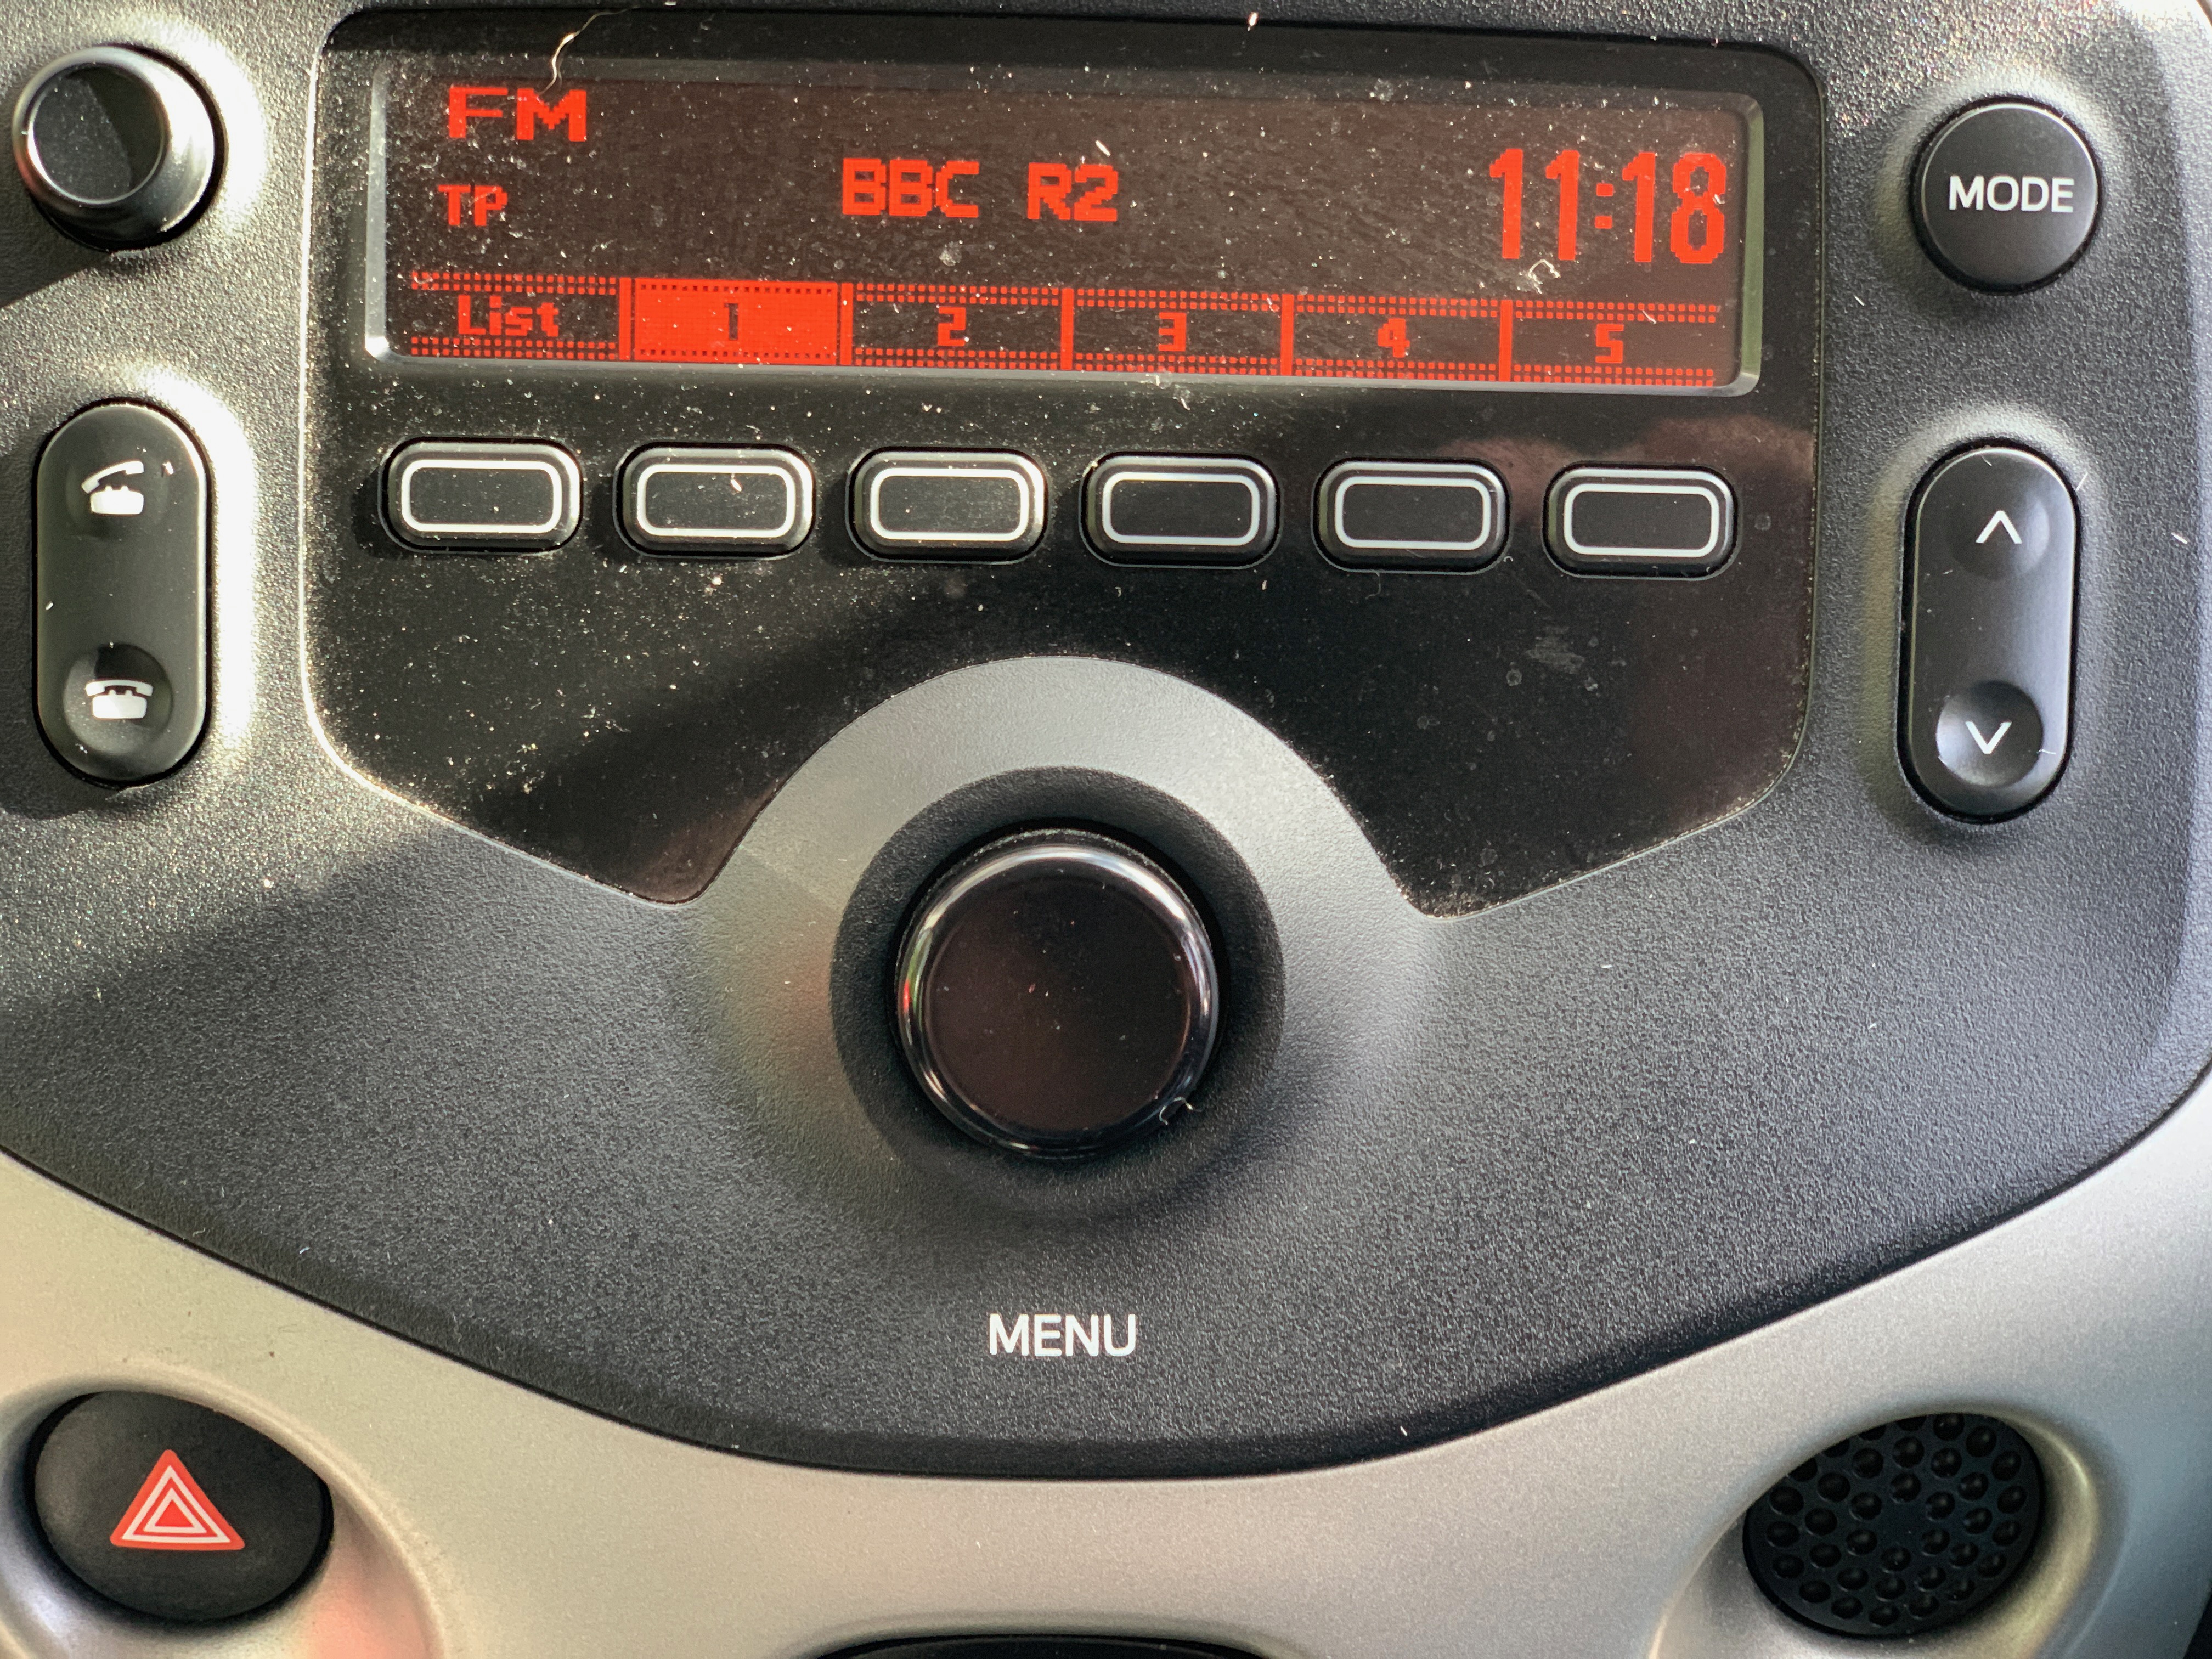 FM
TP
BBC R2
11:18
List 1 2 3 4 5
MODE
MENU